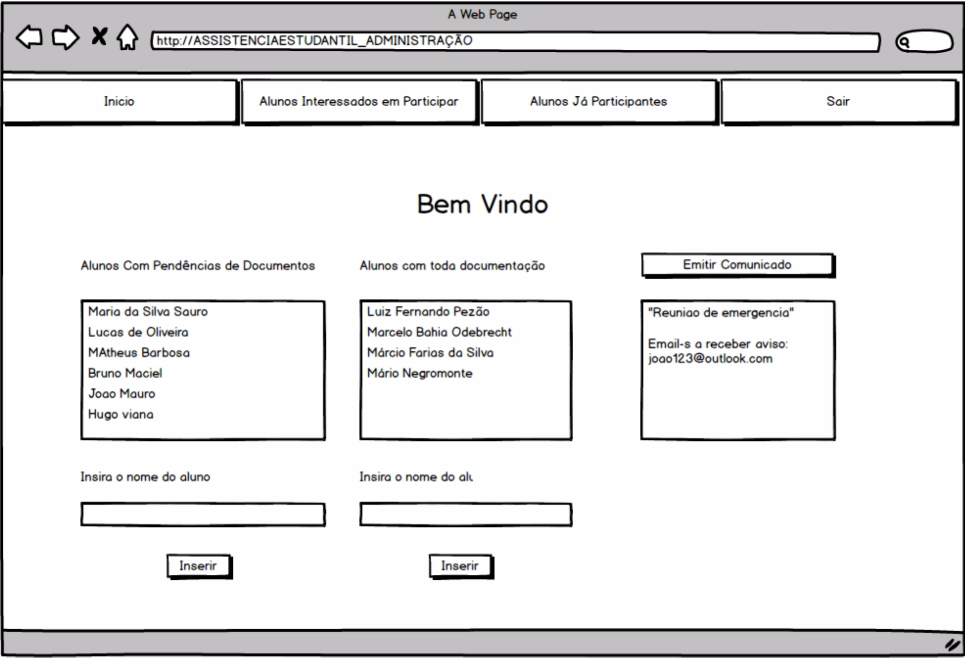 A Web Page
http://ASSISTENCIAESTUDANTIL_ADMINISTRAÇÃO
Inicio
Alunos Interessados em Participar
Alunos Já Participantes
Sair
Bem Vindo
Alunos Com Pendências de Documentos
Maria da Silva Sauro
Lucas de Oliveira
MAtheus Barbosa
Bruno Maciel
Joao Mauro
Hugo viana
Insira o nome do aluno
Inserir
Alunos com toda documentação
Luiz Fernando Pezão
Marcelo Bahia Odebrecht
Márcio Farias da Silva
Mário Negromonte
Insira o nome do alu
Inserir
Emitir Comunicado
"Reuniao de emergencia"
Email-s a receber aviso:
joao123@outlook.com